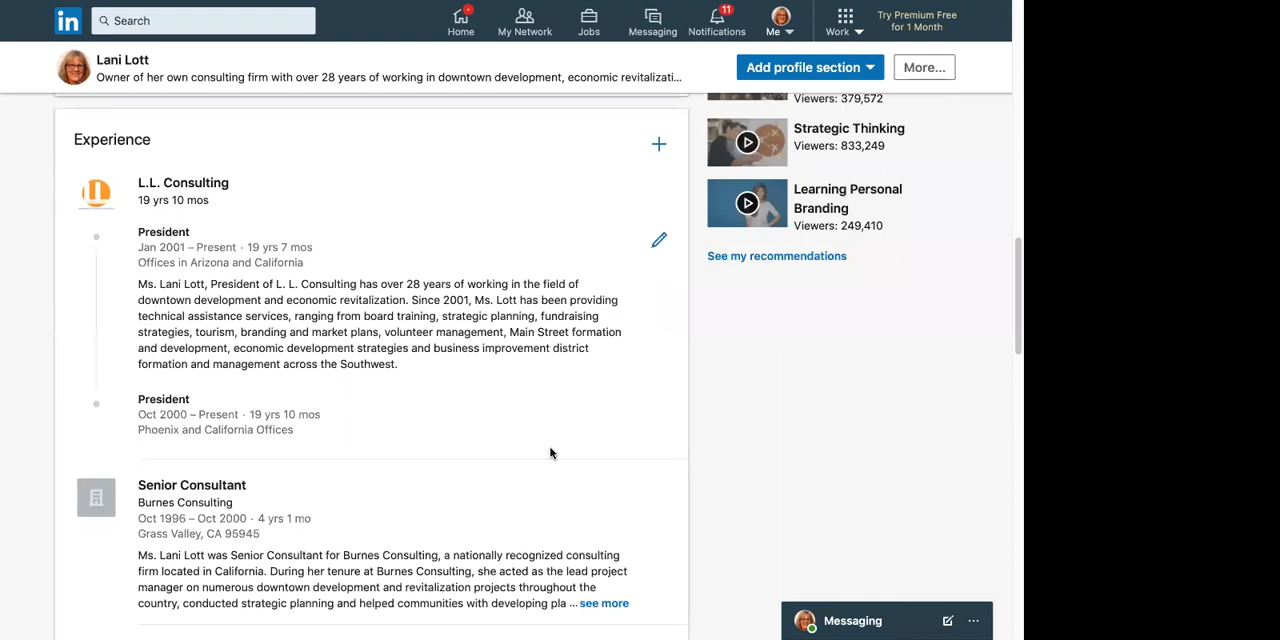 in
Search
Home
My Network
Jobs
Messaging
11
Notifications
Me
Work
Try Premium Free
for 1 Month
Lani Lott
Owner of her own consulting firm with over 28 years of working in downtown development, economic revitalizati...
Add profile section
More...
Experience
L.L. Consulting
19 yrs 10 mos
President
Jan 2001 – Present · 19 yrs 7 mos
Offices in Arizona and California
Ms. Lani Lott, President of L. L. Consulting has over 28 years of working in the field of
downtown development and economic revitalization. Since 2001, Ms. Lott has been providing
technical assistance services, ranging from board training, strategic planning, fundraising
strategies, tourism, branding and market plans, volunteer management, Main Street formation
and development, economic development strategies and business improvement district
formation and management across the Southwest.
President
Oct 2000 – Present · 19 yrs 10 mos
Phoenix and California Offices
Senior Consultant
Burnes Consulting
Oct 1996 – Oct 2000 · 4 yrs 1 mo
Grass Valley, CA 95945
Ms. Lani Lott was Senior Consultant for Burnes Consulting, a nationally recognized consulting
firm located in California. During her tenure at Burnes Consulting, she acted as the lead project
manager on numerous downtown development and revitalization projects throughout the
country, conducted strategic planning and helped communities with developing pla ...see more
Viewers: 379,572
Strategic Thinking
Viewers: 833,249
Learning Personal
Branding
Viewers: 249,410
See my recommendations
Messaging